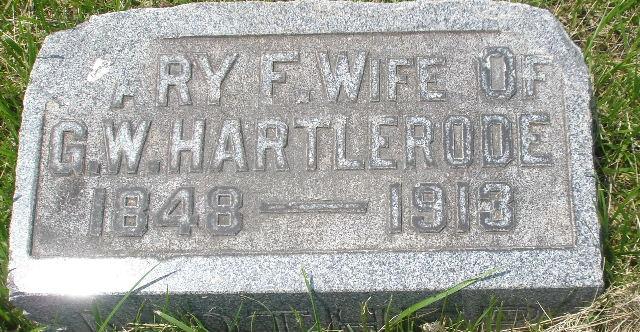 ARY F. WIFE OF
G.W. HARTLERODE
1848 — 1913